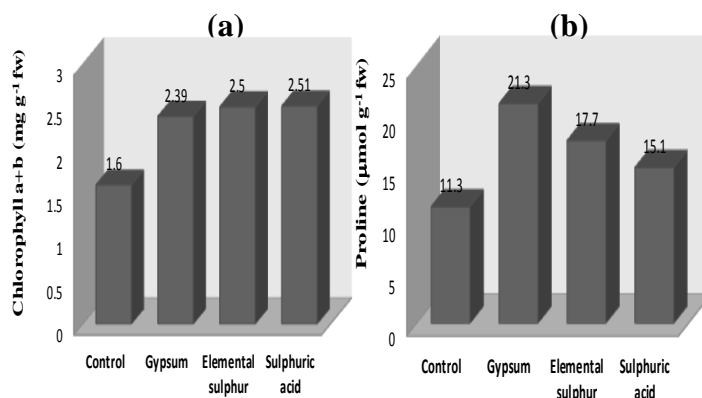 (a)
Chlorophyll a+b (mg g⁻¹ fw)
3
2.5
2
1.5
1
0.5
0
1.6
2.39
2.5
2.51
Control
Gypsum
Elemental
sulphur
Sulphuric
acid
(b)
Proline (µmol g⁻¹ fw)
25
20
15
10
5
0
11.3
21.3
17.7
15.1
Control
Gypsum
Elemental
sulphur
Sulphuric
acid